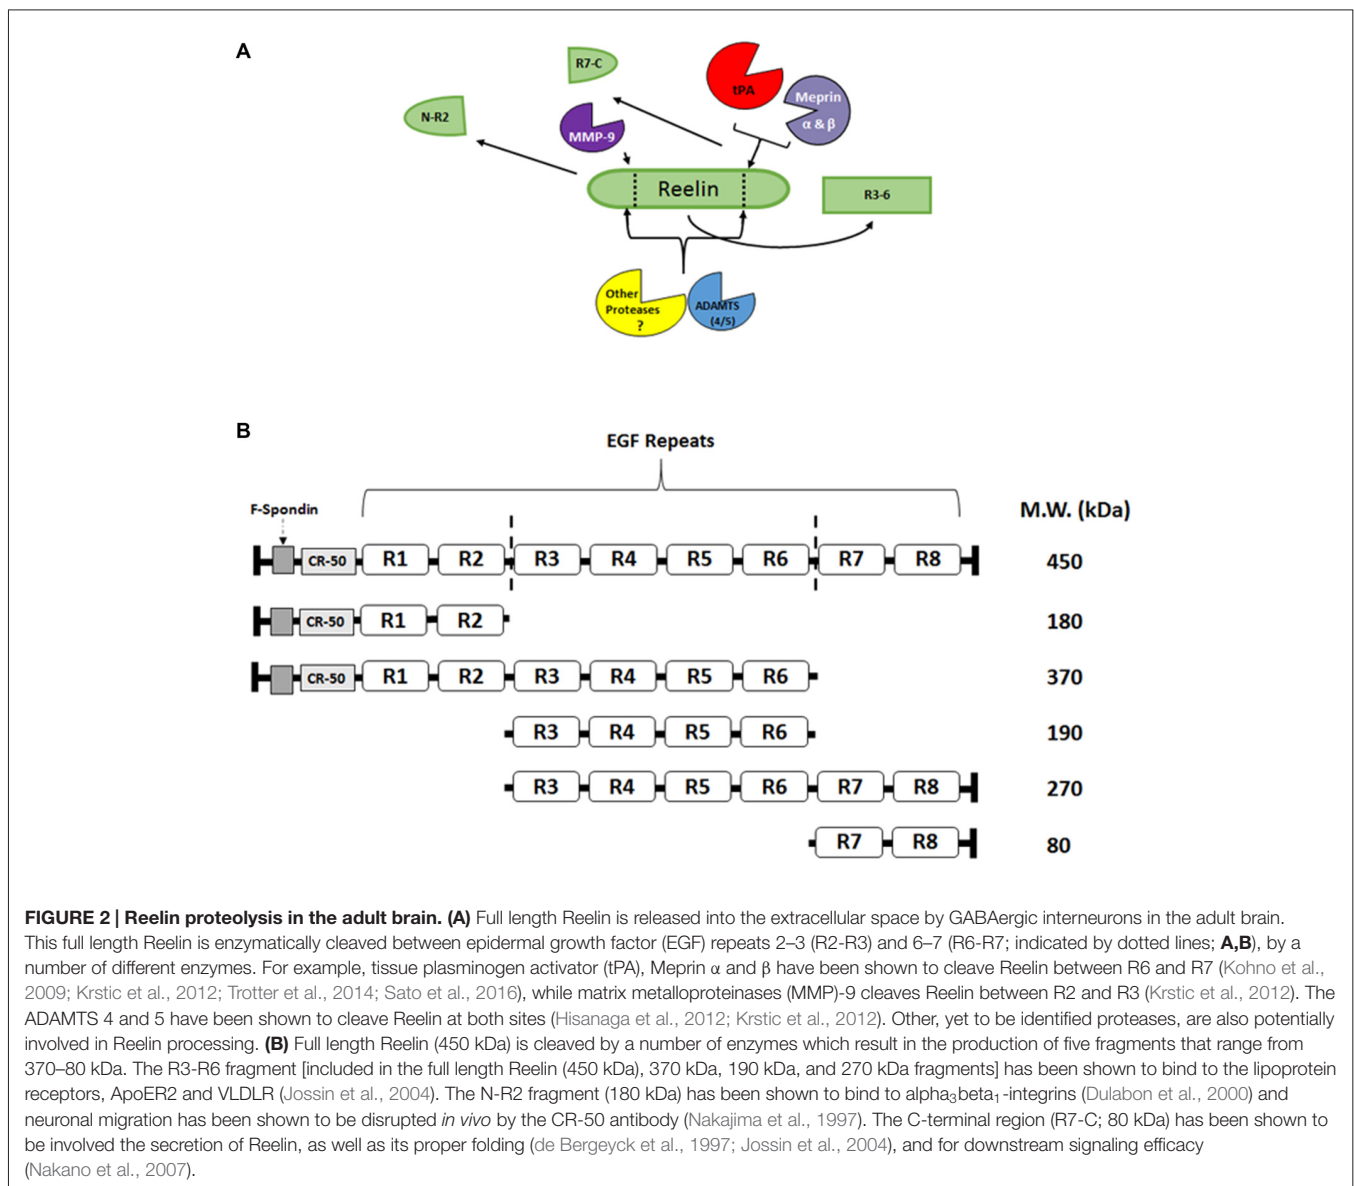 A
R7-C
tPA
Meprin
α & β
N-R2
MMP-9
Reelin
R3-6
Other
Proteases
?
ADAMTS
(4/5)
B
EGF Repeats
F-Spondin
M.W. (kDa)
CR-50 R1 R2 R3 R4 R5 R6 R7 R8 450
CR-50 R1 R2 180
CR-50 R1 R2 R3 R4 R5 R6 370
R3 R4 R5 R6 190
R3 R4 R5 R6 R7 R8 270
R7 R8 80
FIGURE 2 | Reelin proteolysis in the adult brain. (A) Full length Reelin is released into the extracellular space by GABAergic interneurons in the adult brain.
This full length Reelin is enzymatically cleaved between epidermal growth factor (EGF) repeats 2–3 (R2-R3) and 6–7 (R6-R7; indicated by dotted lines; A,B), by a
number of different enzymes. For example, tissue plasminogen activator (tPA), Meprin α and β have been shown to cleave Reelin between R6 and R7 (Kohno et al.,
2009; Krstic et al., 2012; Trotter et al., 2014; Sato et al., 2016), while matrix metalloproteinases (MMP)-9 cleaves Reelin between R2 and R3 (Krstic et al., 2012). The
ADAMTS 4 and 5 have been shown to cleave Reelin at both sites (Hisanaga et al., 2012; Krstic et al., 2012). Other, yet to be identified proteases, are also potentially
involved in Reelin processing. (B) Full length Reelin (450 kDa) is cleaved by a number of enzymes which result in the production of five fragments that range from
370–80 kDa. The R3-R6 fragment [included in the full length Reelin (450 kDa), 370 kDa, 190 kDa, and 270 kDa fragments] has been shown to bind to the lipoprotein
receptors, ApoER2 and VLDLR (Jossin et al., 2004). The N-R2 fragment (180 kDa) has been shown to bind to alpha₃beta₁-integrins (Dulabon et al., 2000) and
neuronal migration has been shown to be disrupted in vivo by the CR-50 antibody (Nakajima et al., 1997). The C-terminal region (R7-C; 80 kDa) has been shown to
be involved the secretion of Reelin, as well as its proper folding (de Bergeyck et al., 1997; Jossin et al., 2004), and for downstream signaling efficacy
(Nakano et al., 2007).